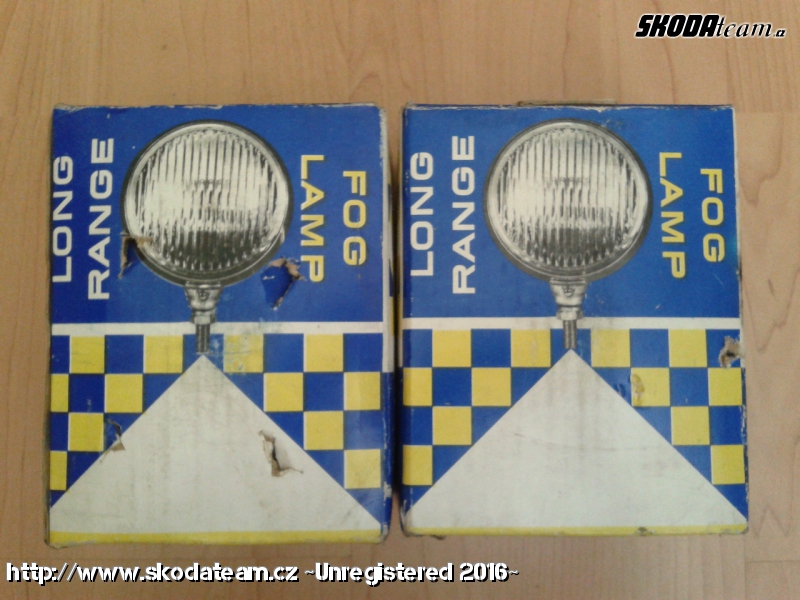 SKODAteam.cz
LONG
RANGE
FOG
LAMP
LONG
RANGE
FOG
LAMP
http://www.skodateam.cz ~Unregistered 2016~